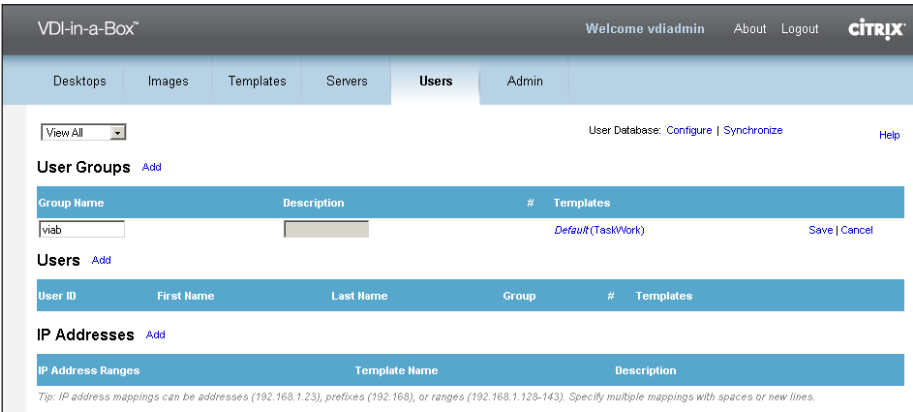 VDI-in-a-Box™ Welcome vdiadmin About Logout CITRIX
Desktops Images Templates Servers Users Admin
View All User Database: Configure | Synchronize Help
User Groups Add
Group Name Description # Templates
viab Default (TaskWork) Save | Cancel
Users Add
User ID First Name Last Name Group # Templates
IP Addresses Add
IP Address Ranges Template Name Description
Tip: IP address mappings can be addresses (192.168.1.23), prefixes (192.168), or ranges (192.168.1.128-143). Specify multiple mappings with spaces or new lines.